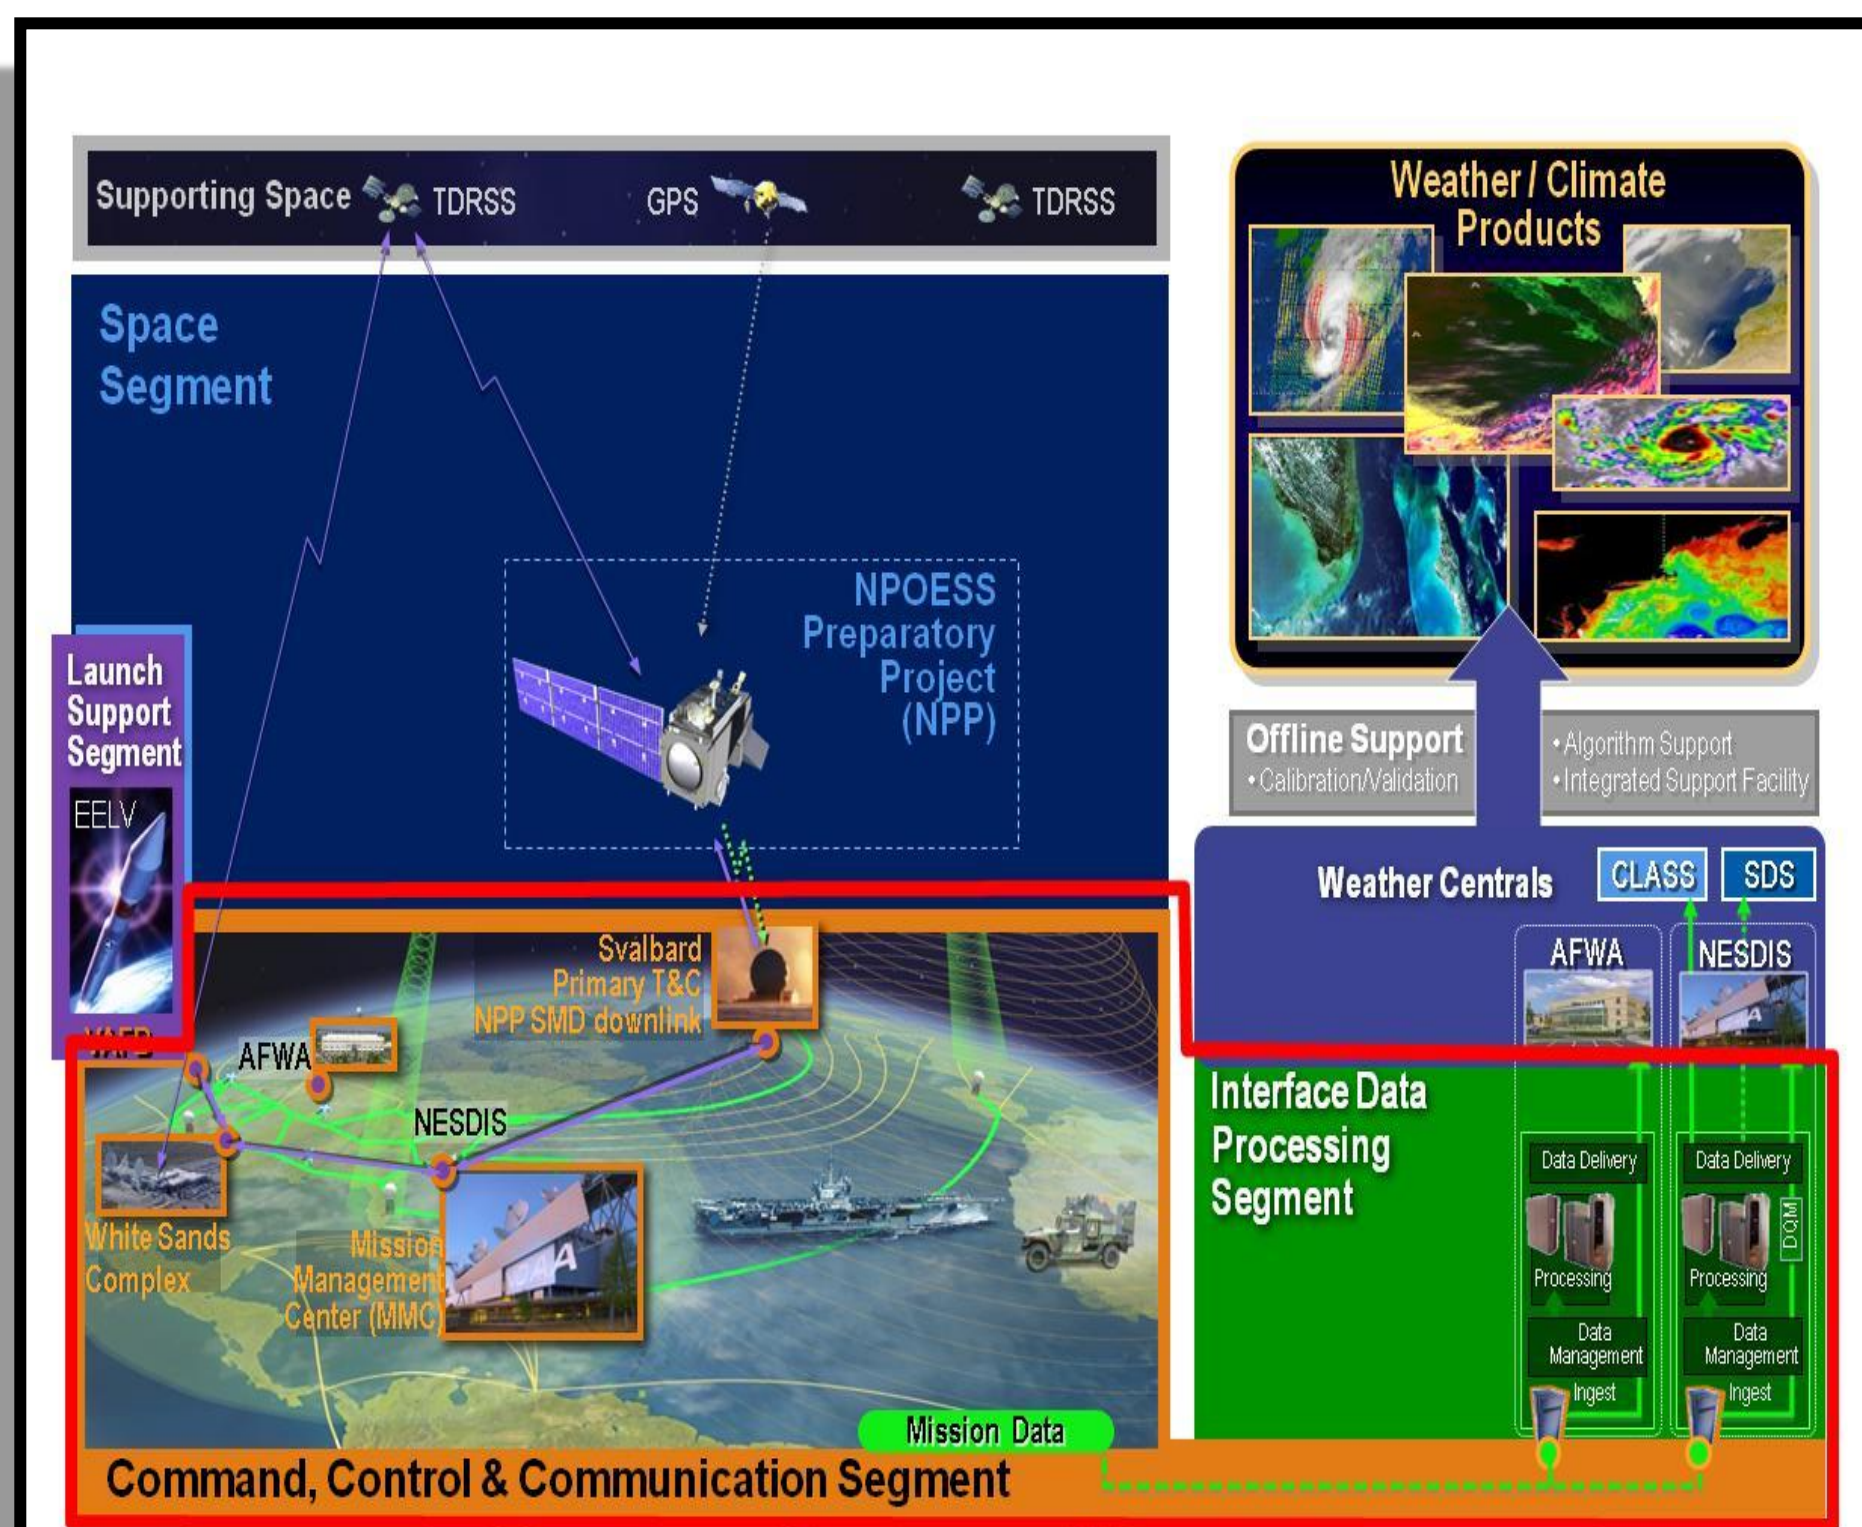 Supporting Space
TDRSS
GPS
TDRSS
Space
Segment
NPOESS
Preparatory
Project
(NPP)
Launch
Support
Segment
EELV
VAFB
Svalbard
Primary T&C
NPP SMD downlink
AFWA
NESDIS
White Sands
Complex
Mission
Management
Center (MMC)
Mission Data
Command, Control & Communication Segment
Weather / Climate
Products
Offline Support
• Calibration/Validation
• Algorithm Support
• Integrated Support Facility
Weather Centrals
CLASS
SDS
AFWA
NESDIS
Interface Data
Processing
Segment
Data Delivery
Processing
Data
Management
Ingest
Data Delivery
DQM
Processing
Data
Management
Ingest